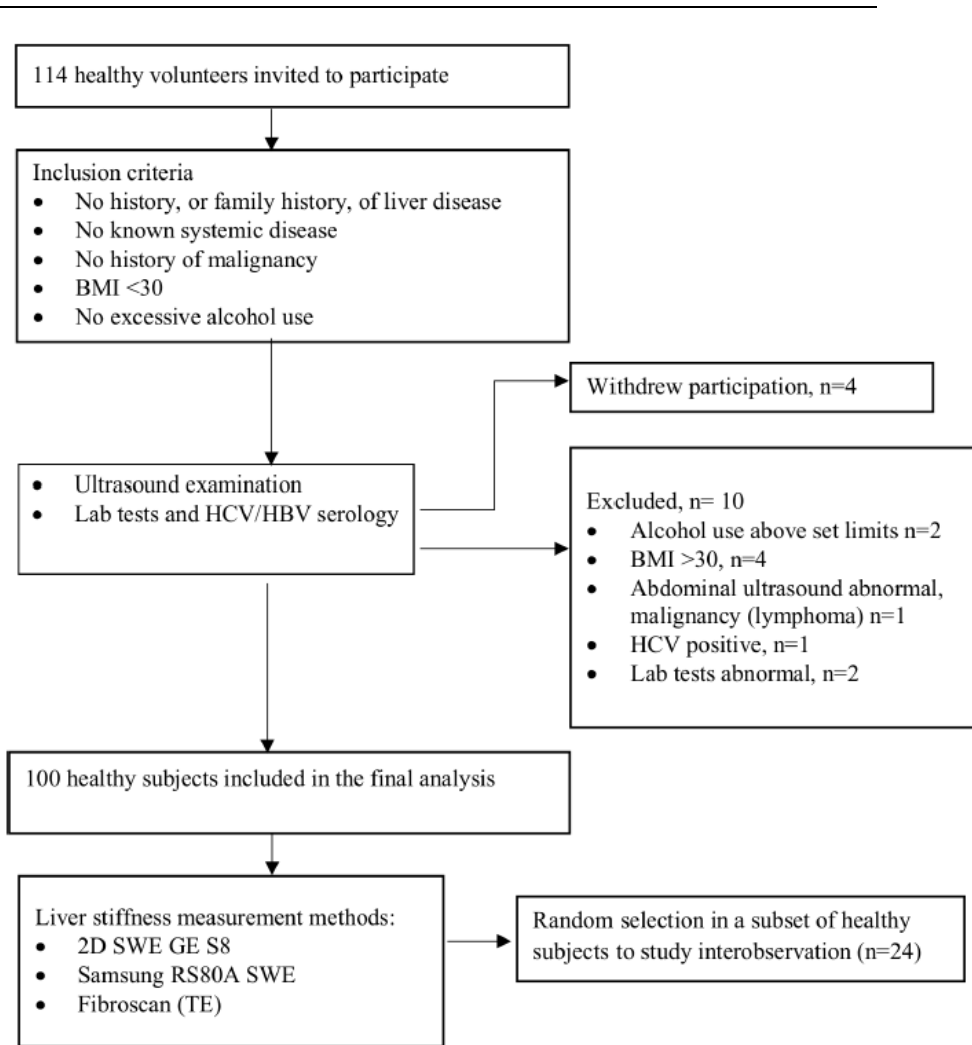 114 healthy volunteers invited to participate
Inclusion criteria
• No history, or family history, of liver disease
• No known systemic disease
• No history of malignancy
• BMI <30
• No excessive alcohol use
Withdrew participation, n=4
• Ultrasound examination
• Lab tests and HCV/HBV serology
Excluded, n= 10
• Alcohol use above set limits n=2
• BMI >30, n=4
• Abdominal ultrasound abnormal,
malignancy (lymphoma) n=1
• HCV positive, n=1
• Lab tests abnormal, n=2
100 healthy subjects included in the final analysis
Liver stiffness measurement methods:
• 2D SWE GE S8
• Samsung RS80A SWE
• Fibroscan (TE)
Random selection in a subset of healthy
subjects to study interobservation (n=24)